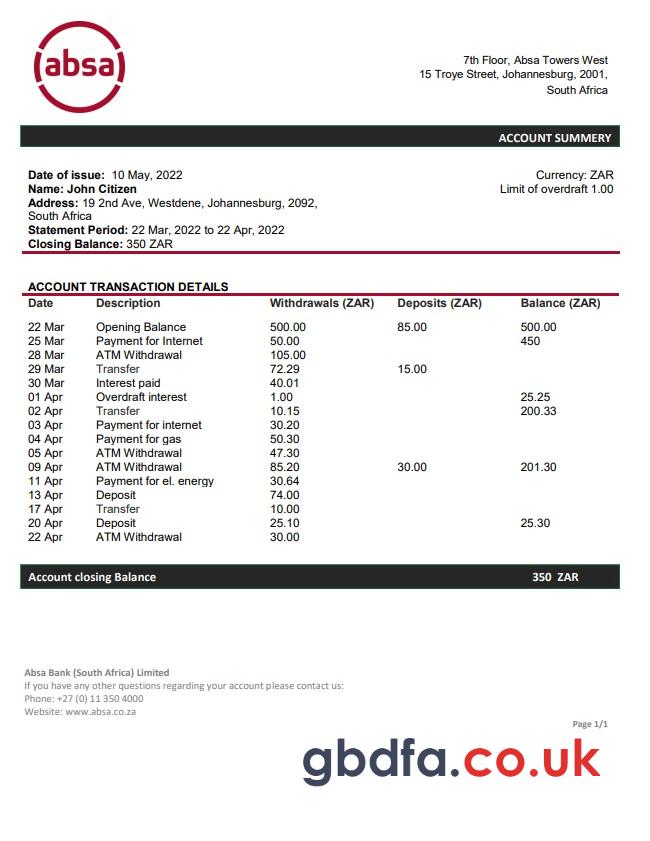 absa
7th Floor, Absa Towers West
15 Troye Street, Johannesburg, 2001,
South Africa
ACCOUNT SUMMERY
Date of issue: 10 May, 2022
Currency: ZAR
Name: John Citizen
Limit of overdraft 1.00
Address: 19 2nd Ave, Westdene, Johannesburg, 2092,
South Africa
Statement Period: 22 Mar, 2022 to 22 Apr, 2022
Closing Balance: 350 ZAR
ACCOUNT TRANSACTION DETAILS
Date Description Withdrawals (ZAR) Deposits (ZAR) Balance (ZAR)
22 Mar Opening Balance 500.00 85.00 500.00
25 Mar Payment for Internet 50.00 450
28 Mar ATM Withdrawal 105.00
29 Mar Transfer 72.29 15.00
30 Mar Interest paid 40.01
01 Apr Overdraft interest 1.00 25.25
02 Apr Transfer 10.15 200.33
03 Apr Payment for internet 30.20
04 Apr Payment for gas 50.30
05 Apr ATM Withdrawal 47.30
09 Apr ATM Withdrawal 85.20 30.00 201.30
11 Apr Payment for el. energy 30.64
13 Apr Deposit 74.00
17 Apr Transfer 10.00
20 Apr Deposit 25.10 25.30
22 Apr ATM Withdrawal 30.00
Account closing Balance 350 ZAR
Absa Bank (South Africa) Limited
If you have any other questions regarding your account please contact us:
Phone: +27 (0) 11 350 4000
Website: www.absa.co.za
Page 1/1
gbdfa.co.uk